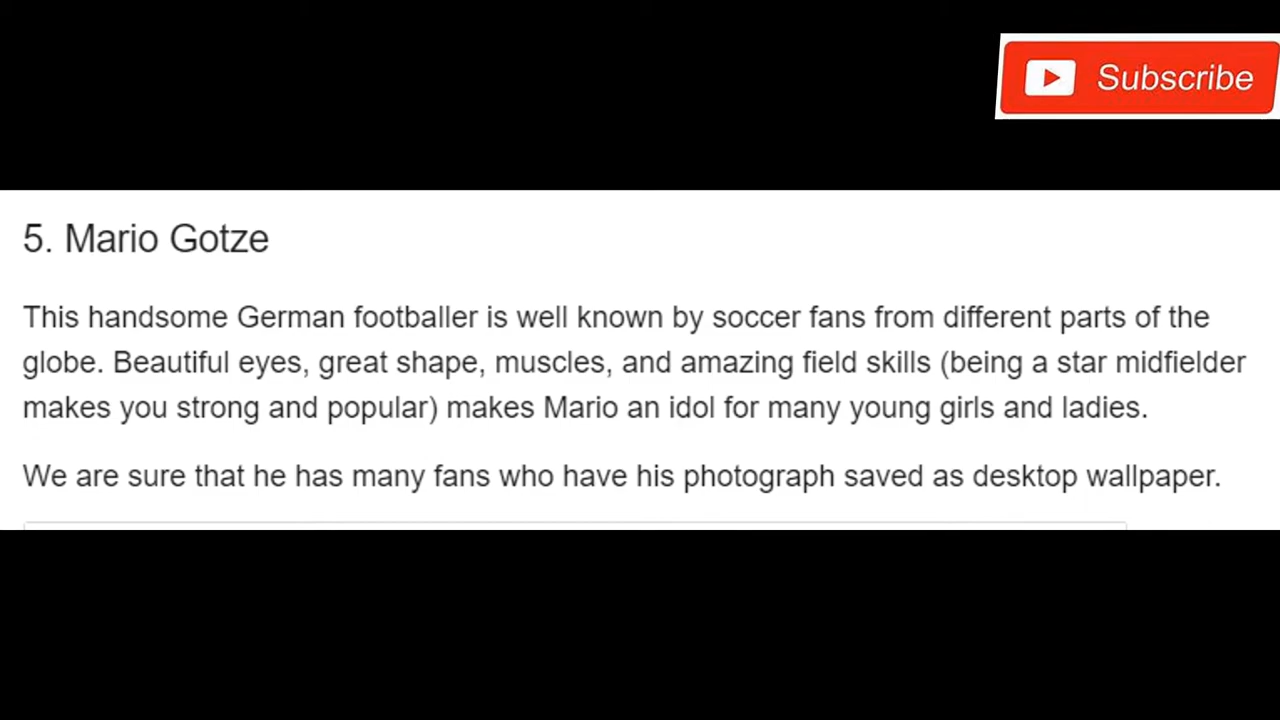 Subscribe
5. Mario Gotze
This handsome German footballer is well known by soccer fans from different parts of the
globe. Beautiful eyes, great shape, muscles, and amazing field skills (being a star midfielder
makes you strong and popular) makes Mario an idol for many young girls and ladies.
We are sure that he has many fans who have his photograph saved as desktop wallpaper.